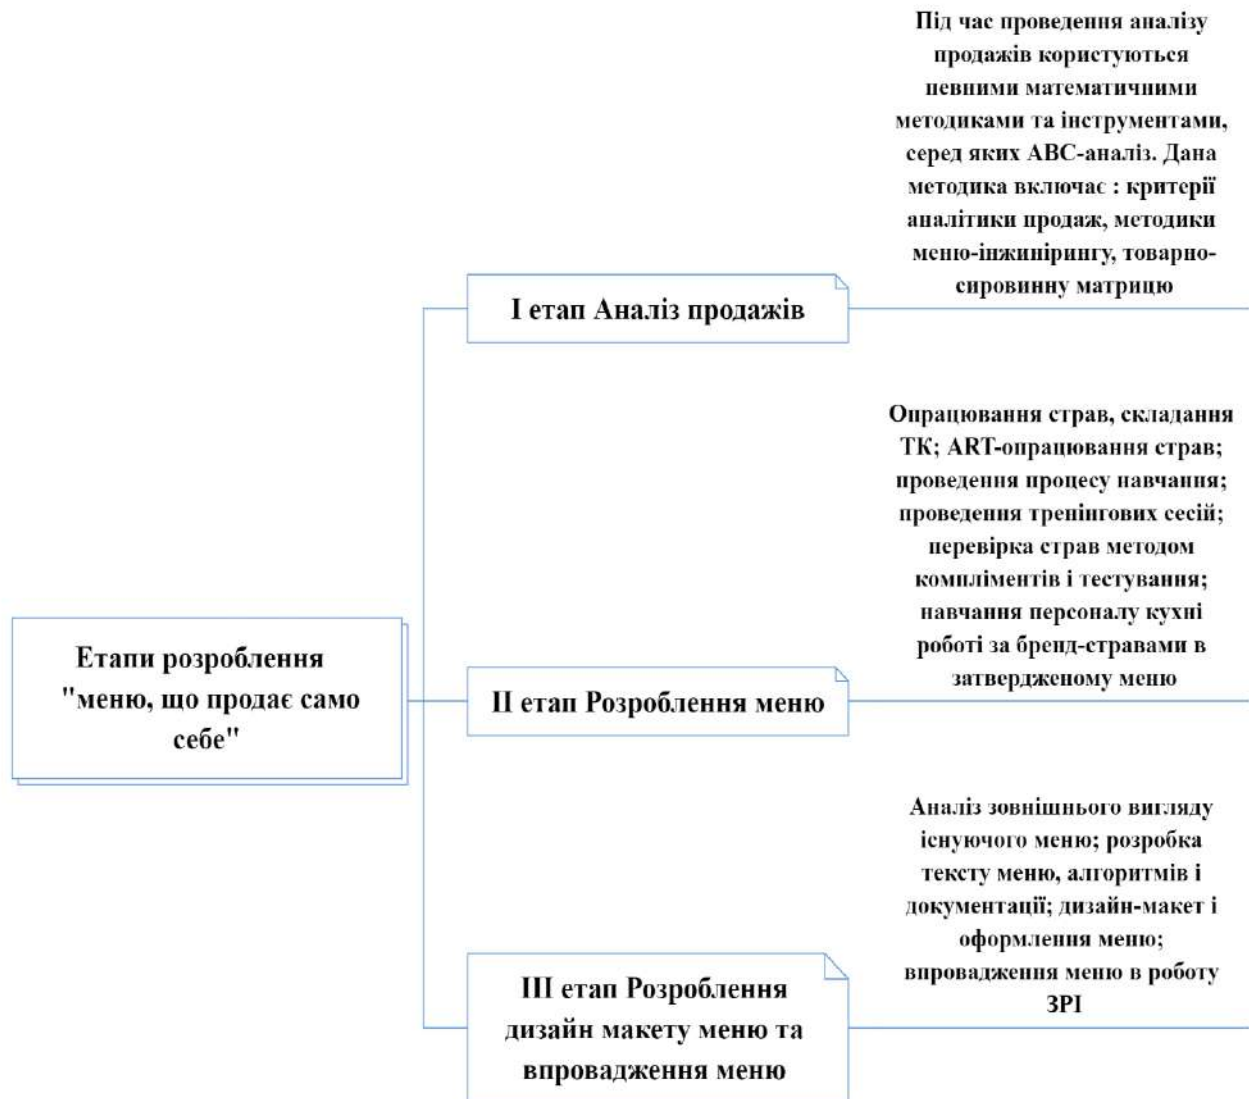 Під час проведення аналізу
продажів користуються
певними математичними
методиками та інструментами,
серед яких АВС-аналіз. Дана
методика включає : критерії
аналітики продаж, методики
меню-інжинірингу, товарно-
сировинну матрицю
І етап Аналіз продажів
Опрацювання страв, складання
ТК; ART-опрацювання страв;
проведення процесу навчання;
проведення тренінгових сесій;
перевірка страв методом
компліментів і тестування;
навчання персоналу кухні
роботі за бренд-стравами в
затвердженому меню
ІІ етап Розроблення меню
Етапи розроблення
"меню, що продає само
себе"
Аналіз зовнішнього вигляду
існуючого меню; розробка
тексту меню, алгоритмів і
документації; дизайн-макет і
оформлення меню;
впровадження меню в роботу
ЗРІ
ІІІ етап Розроблення
дизайн макету меню та
впровадження меню